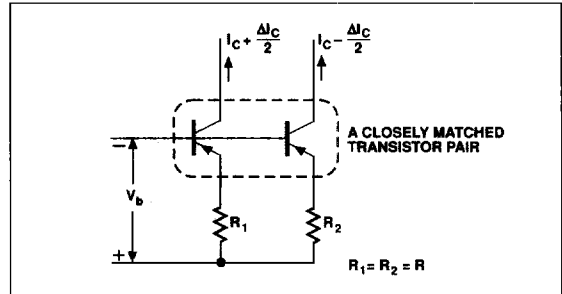 I_C + ΔI_C/2
I_C − ΔI_C/2
A CLOSELY MATCHED
TRANSISTOR PAIR
−
V_b
+
R_1
R_2
R_1 = R_2 = R